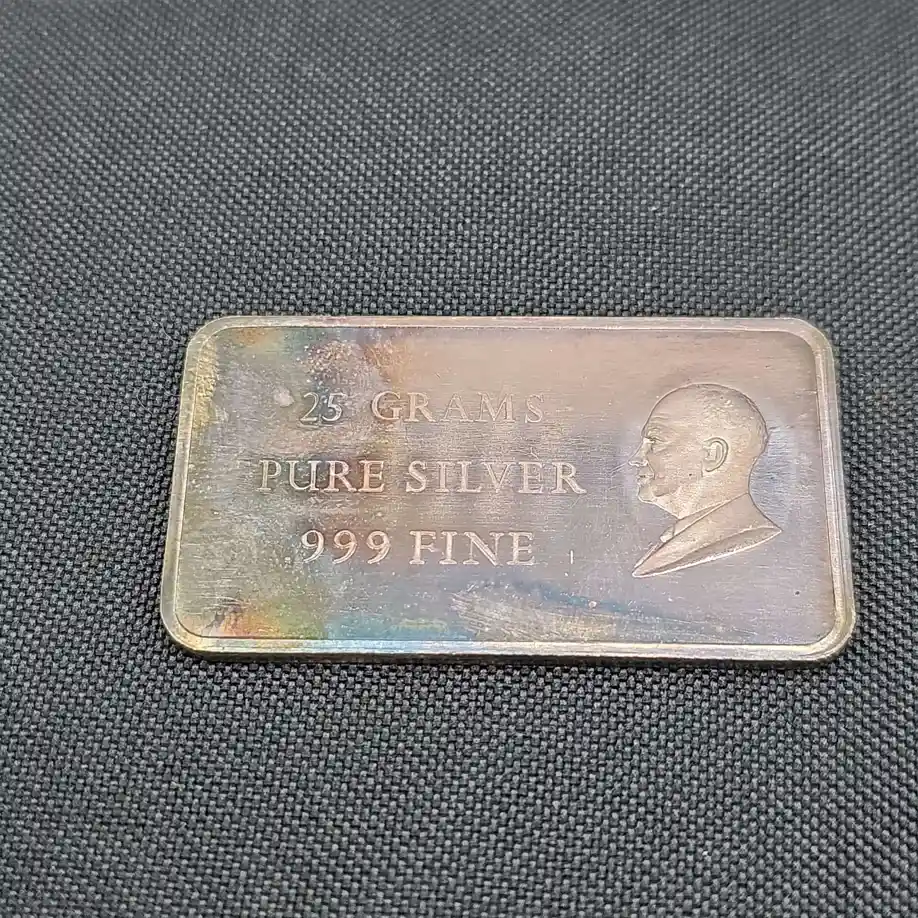 25 GRAMS
PURE SILVER
999 FINE